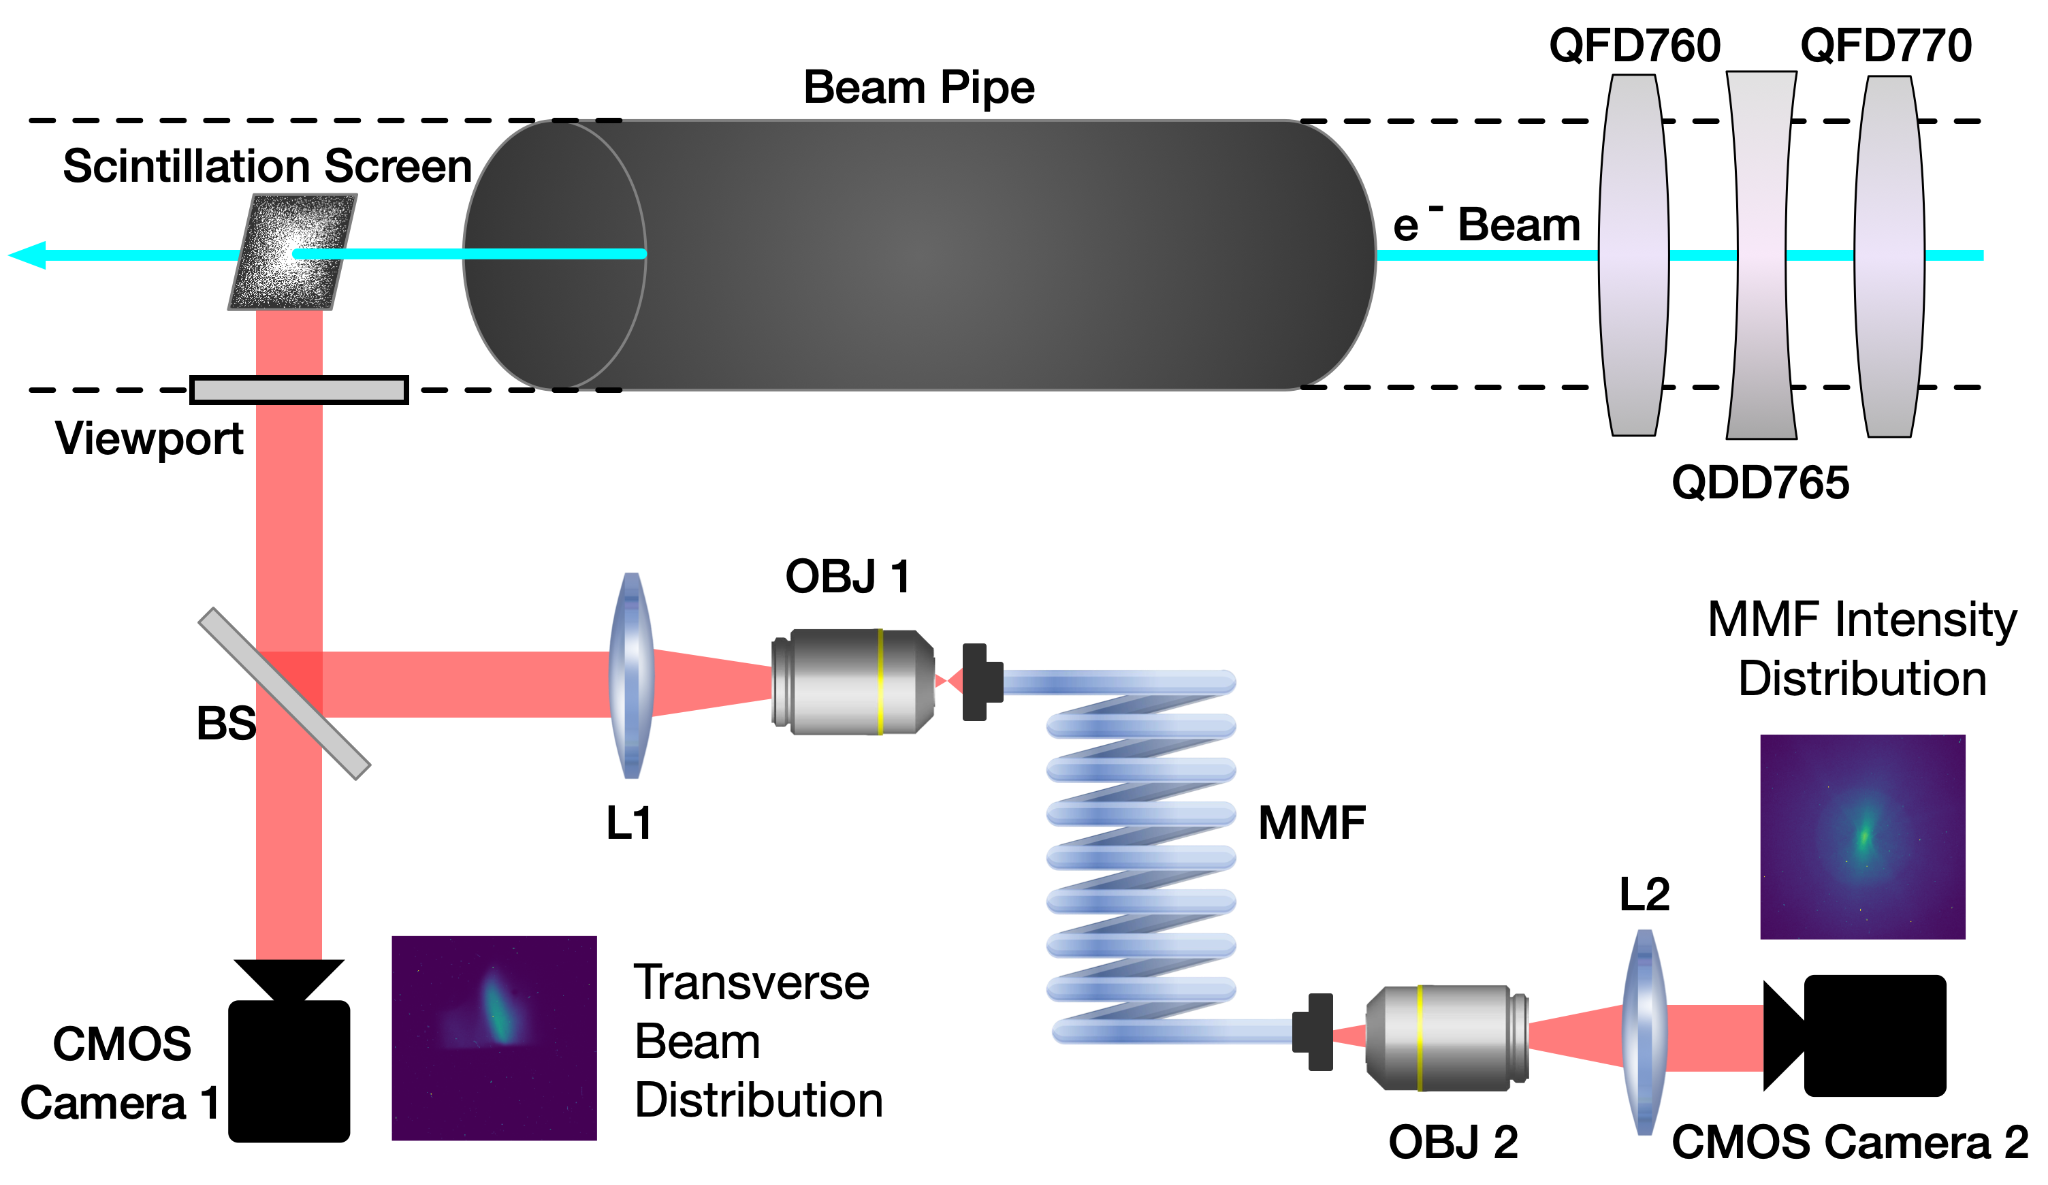 QFD760
QFD770
Beam Pipe
Scintillation Screen
e - Beam
Viewport
QDD765
OBJ 1
MMF Intensity
Distribution
BS
L1
MMF
L2
Transverse
Beam
Distribution
CMOS
Camera 1
OBJ 2
CMOS Camera 2